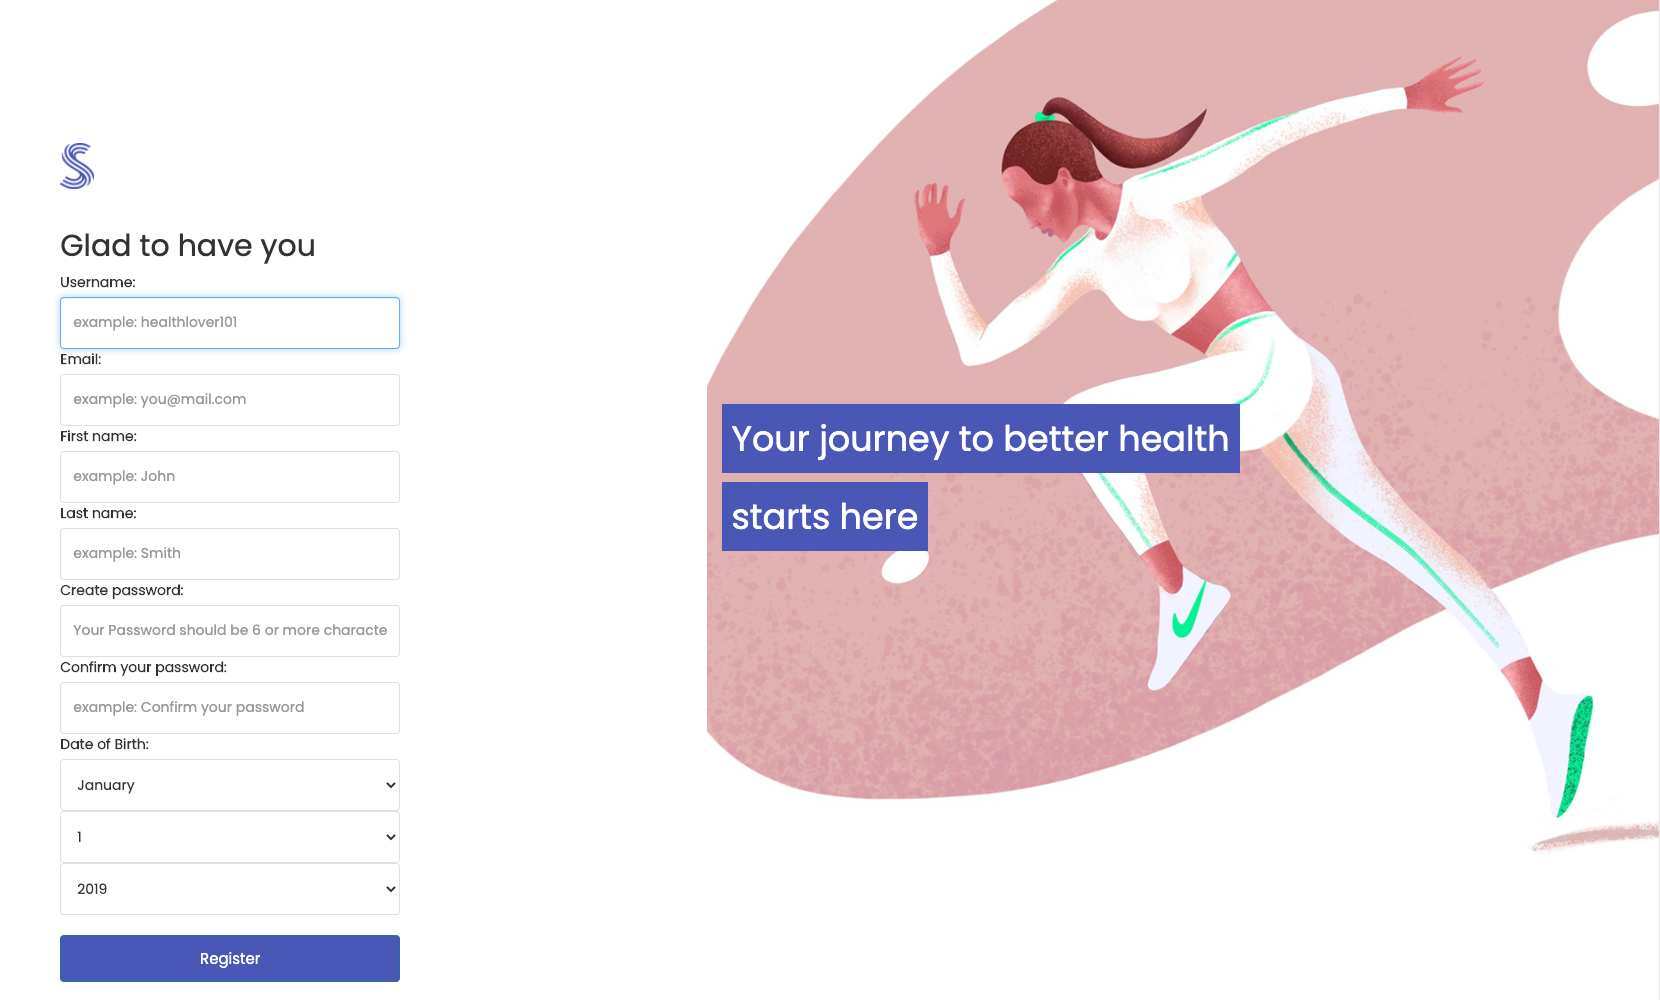 Glad to have you
Username:
example: healthlover101
Email:
example: you@mail.com
First name:
example: John
Last name:
example: Smith
Create password:
Your Password should be 6 or more characte
Confirm your password:
example: Confirm your password
Date of Birth:
January
1
2019
Register
Your journey to better health
starts here